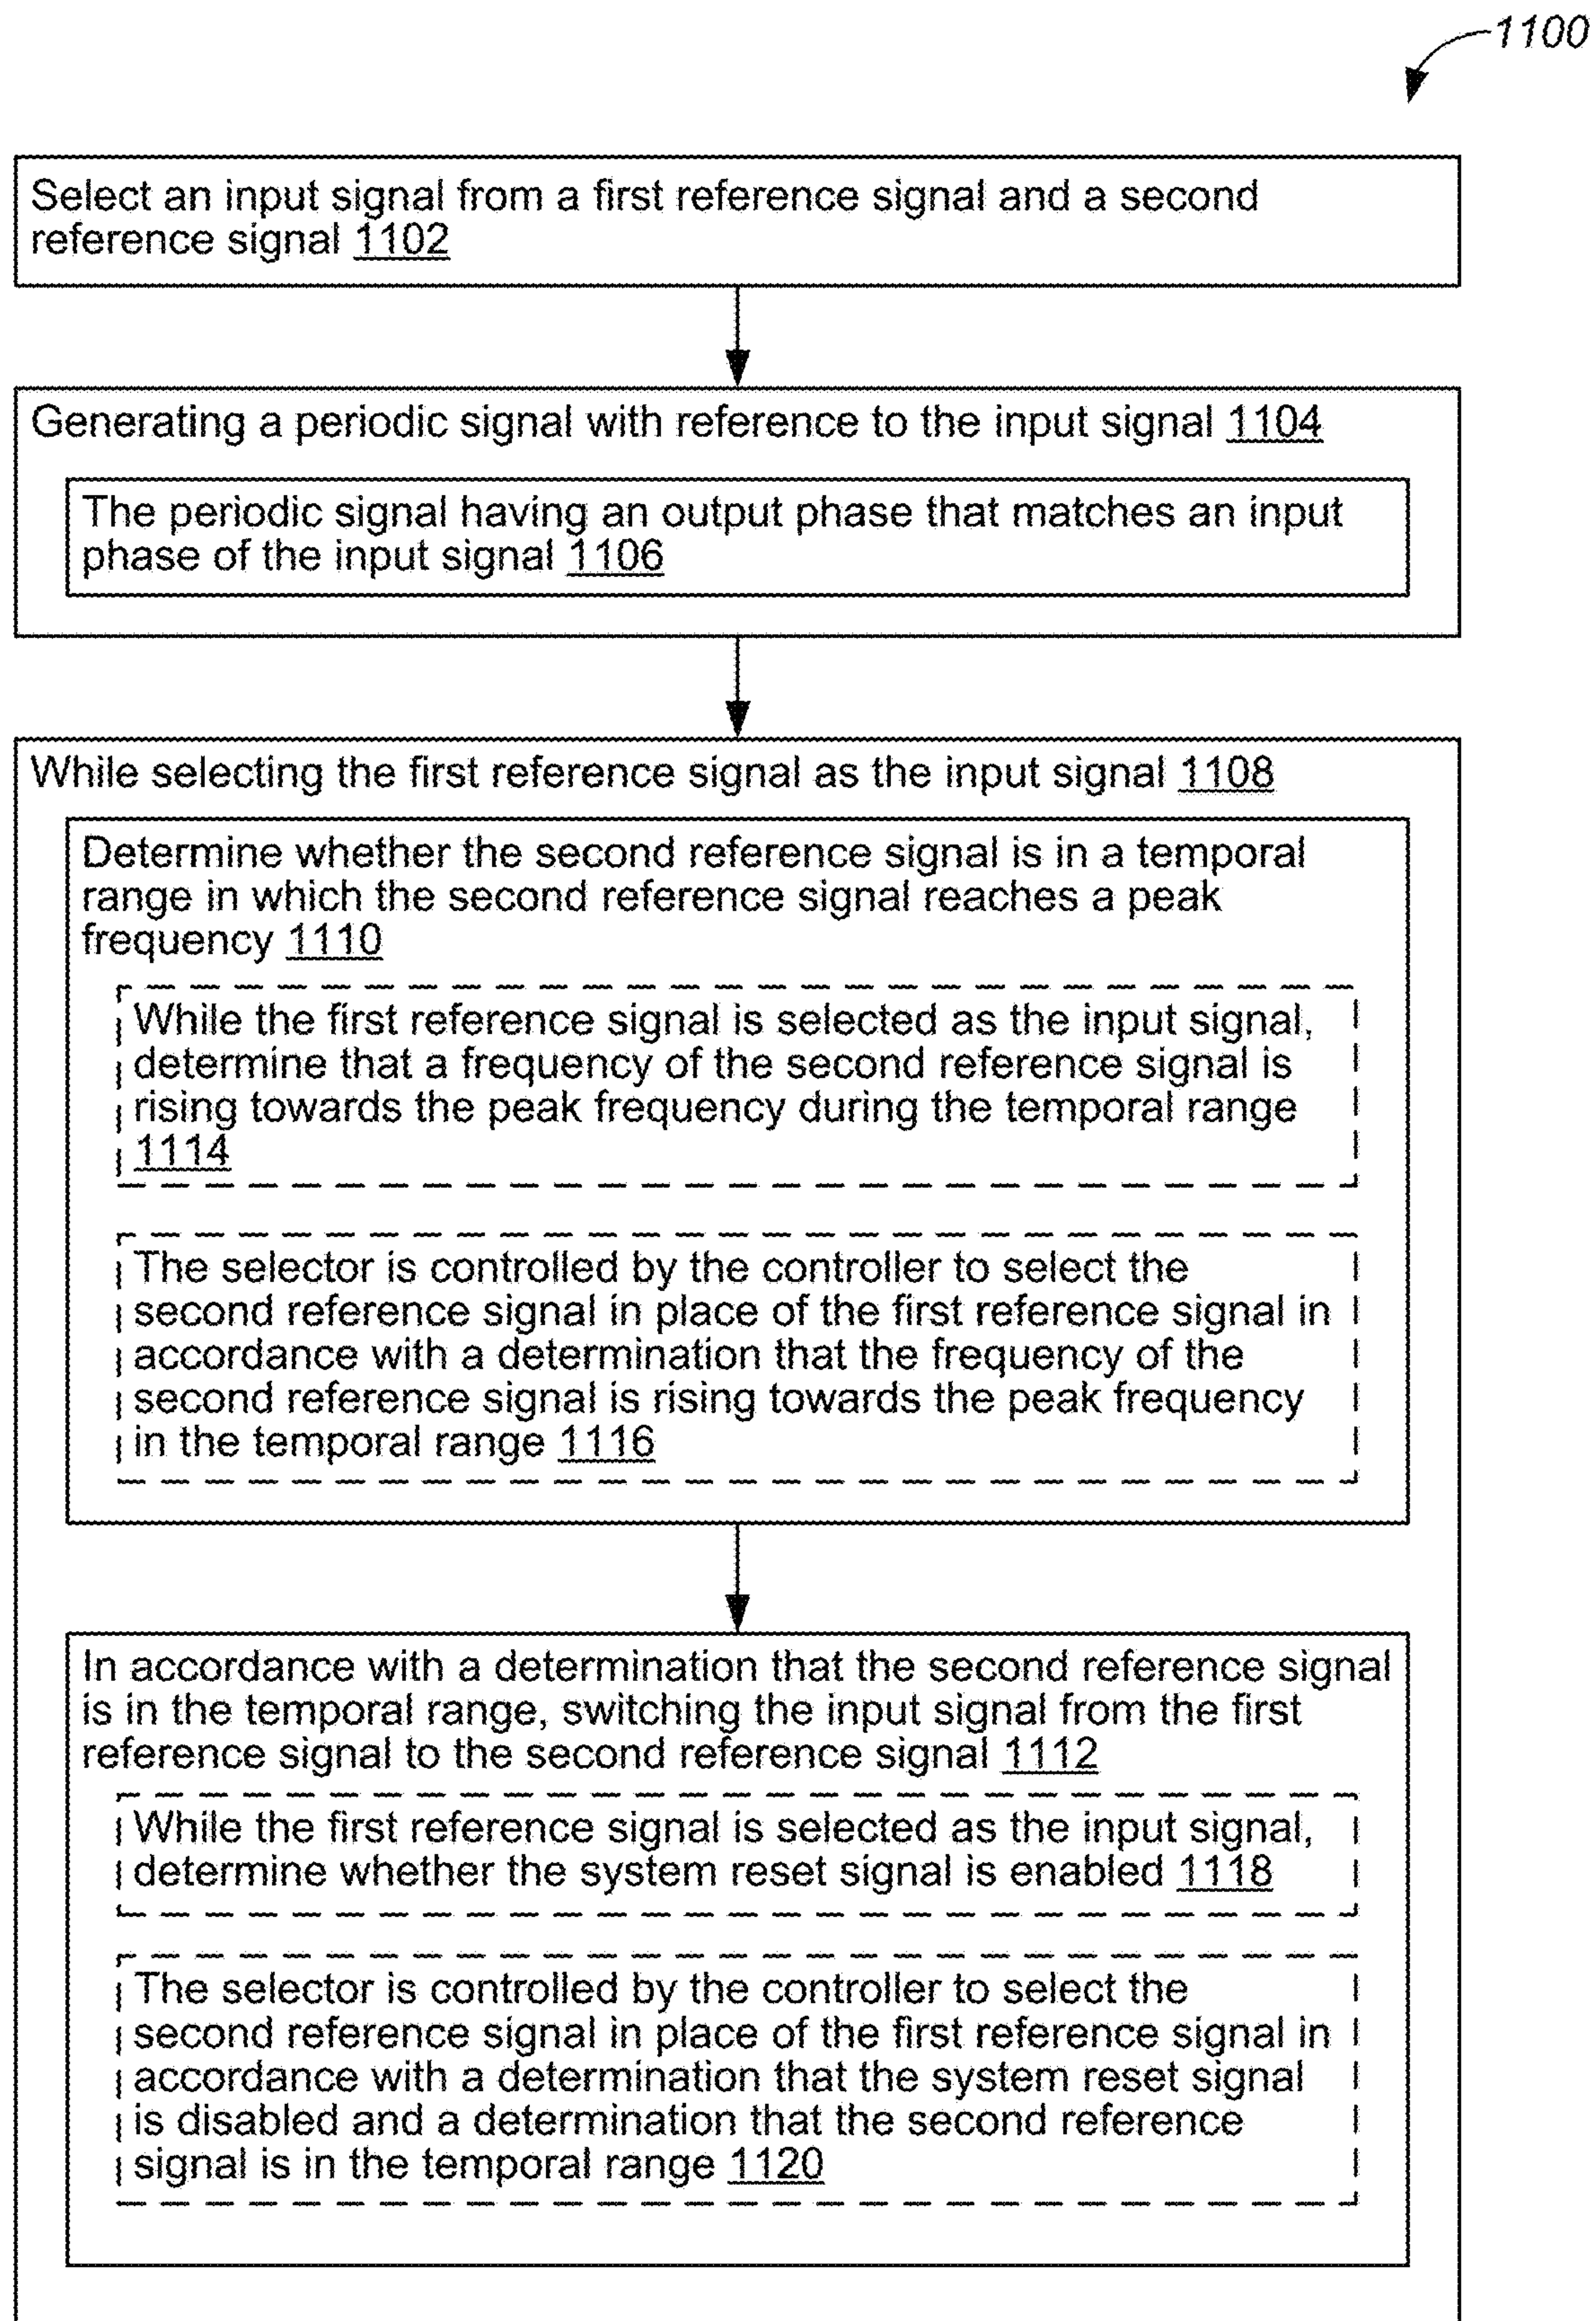 1100
Select an input signal from a first reference signal and a second
reference signal 1102
Generating a periodic signal with reference to the input signal 1104
The periodic signal having an output phase that matches an input
phase of the input signal 1106
While selecting the first reference signal as the input signal 1108
Determine whether the second reference signal is in a temporal
range in which the second reference signal reaches a peak
frequency 1110
While the first reference signal is selected as the input signal,
determine that a frequency of the second reference signal is
rising towards the peak frequency during the temporal range
1114
The selector is controlled by the controller to select the
second reference signal in place of the first reference signal in
accordance with a determination that the frequency of the
second reference signal is rising towards the peak frequency
in the temporal range 1116
In accordance with a determination that the second reference signal
is in the temporal range, switching the input signal from the first
reference signal to the second reference signal 1112
While the first reference signal is selected as the input signal,
determine whether the system reset signal is enabled 1118
The selector is controlled by the controller to select the
second reference signal in place of the first reference signal in
accordance with a determination that the system reset signal
is disabled and a determination that the second reference
signal is in the temporal range 1120